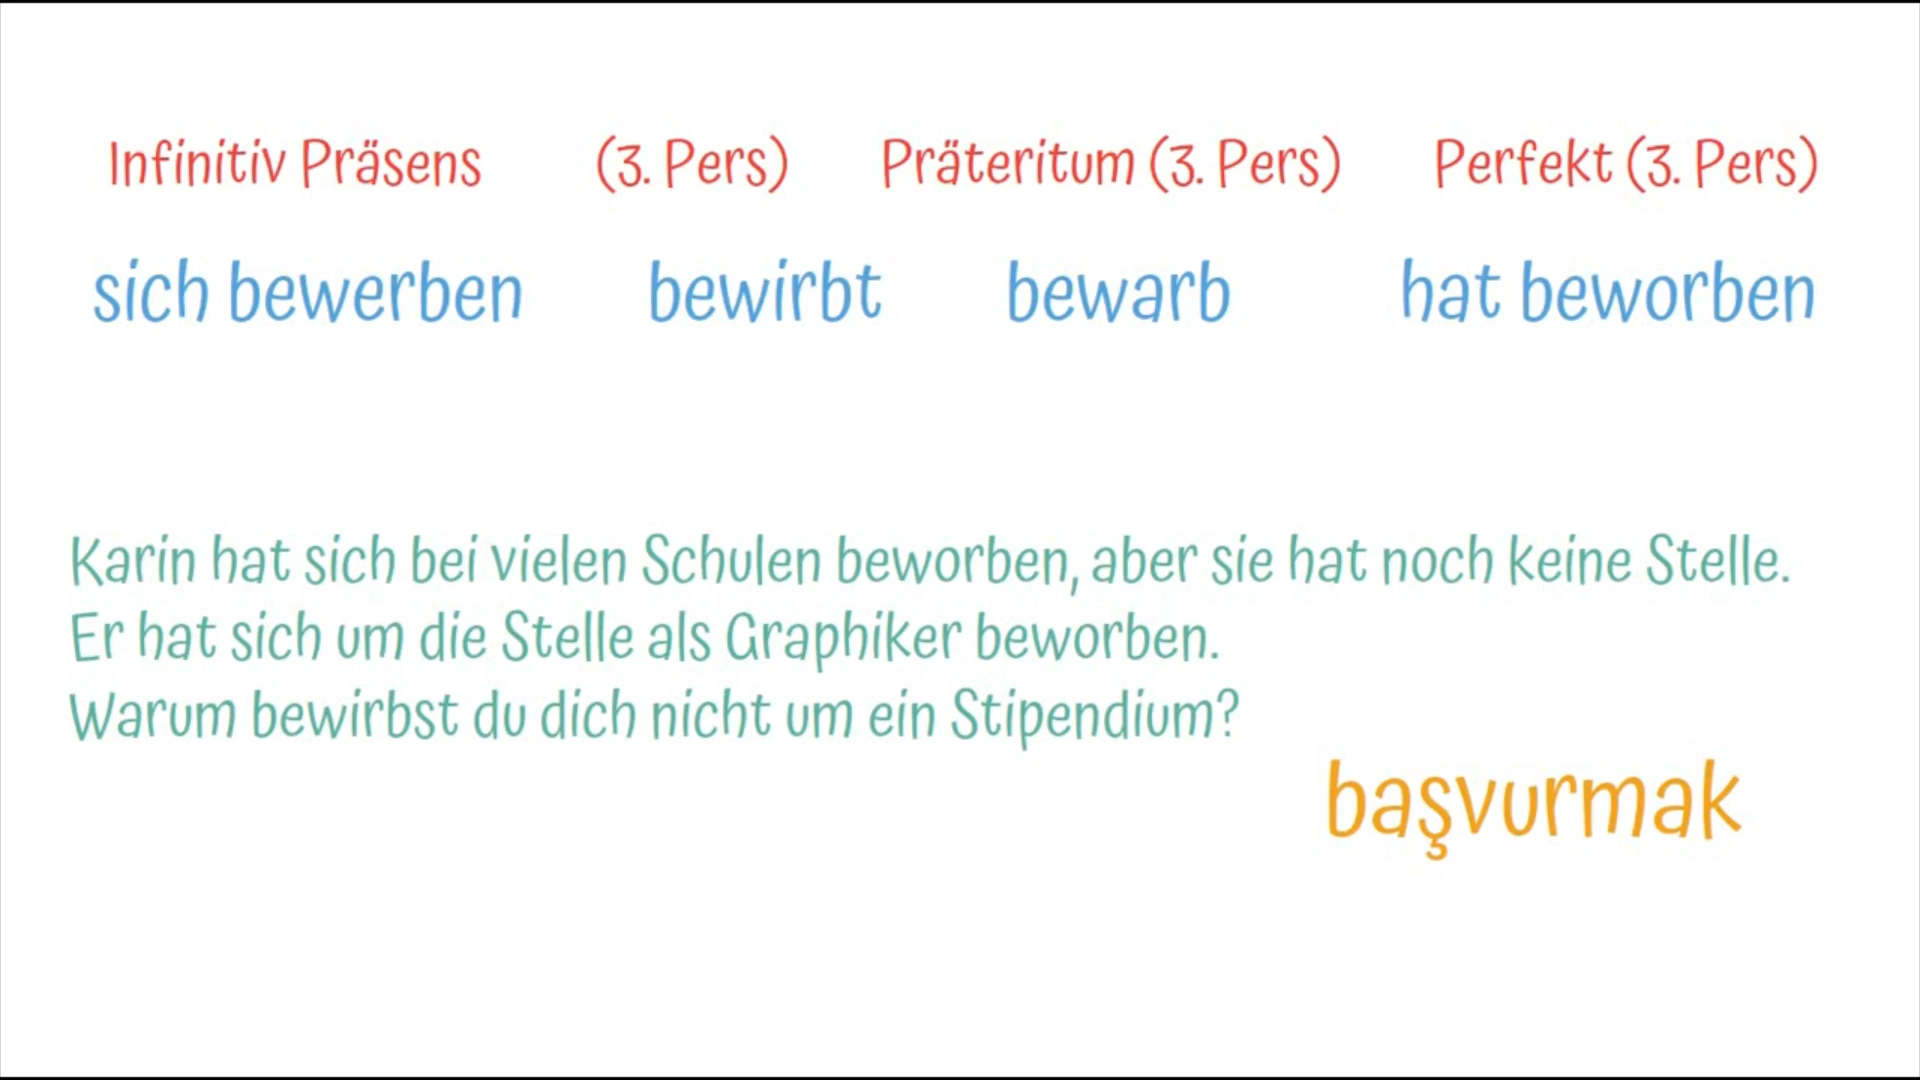 Infinitiv Präsens (3. Pers) Präteritum (3. Pers) Perfekt (3. Pers)
sich bewerben bewirbt bewarb hat beworben
Karin hat sich bei vielen Schulen beworben, aber sie hat noch keine Stelle.
Er hat sich um die Stelle als Graphiker beworben.
Warum bewirbst du dich nicht um ein Stipendium?
başvurmak